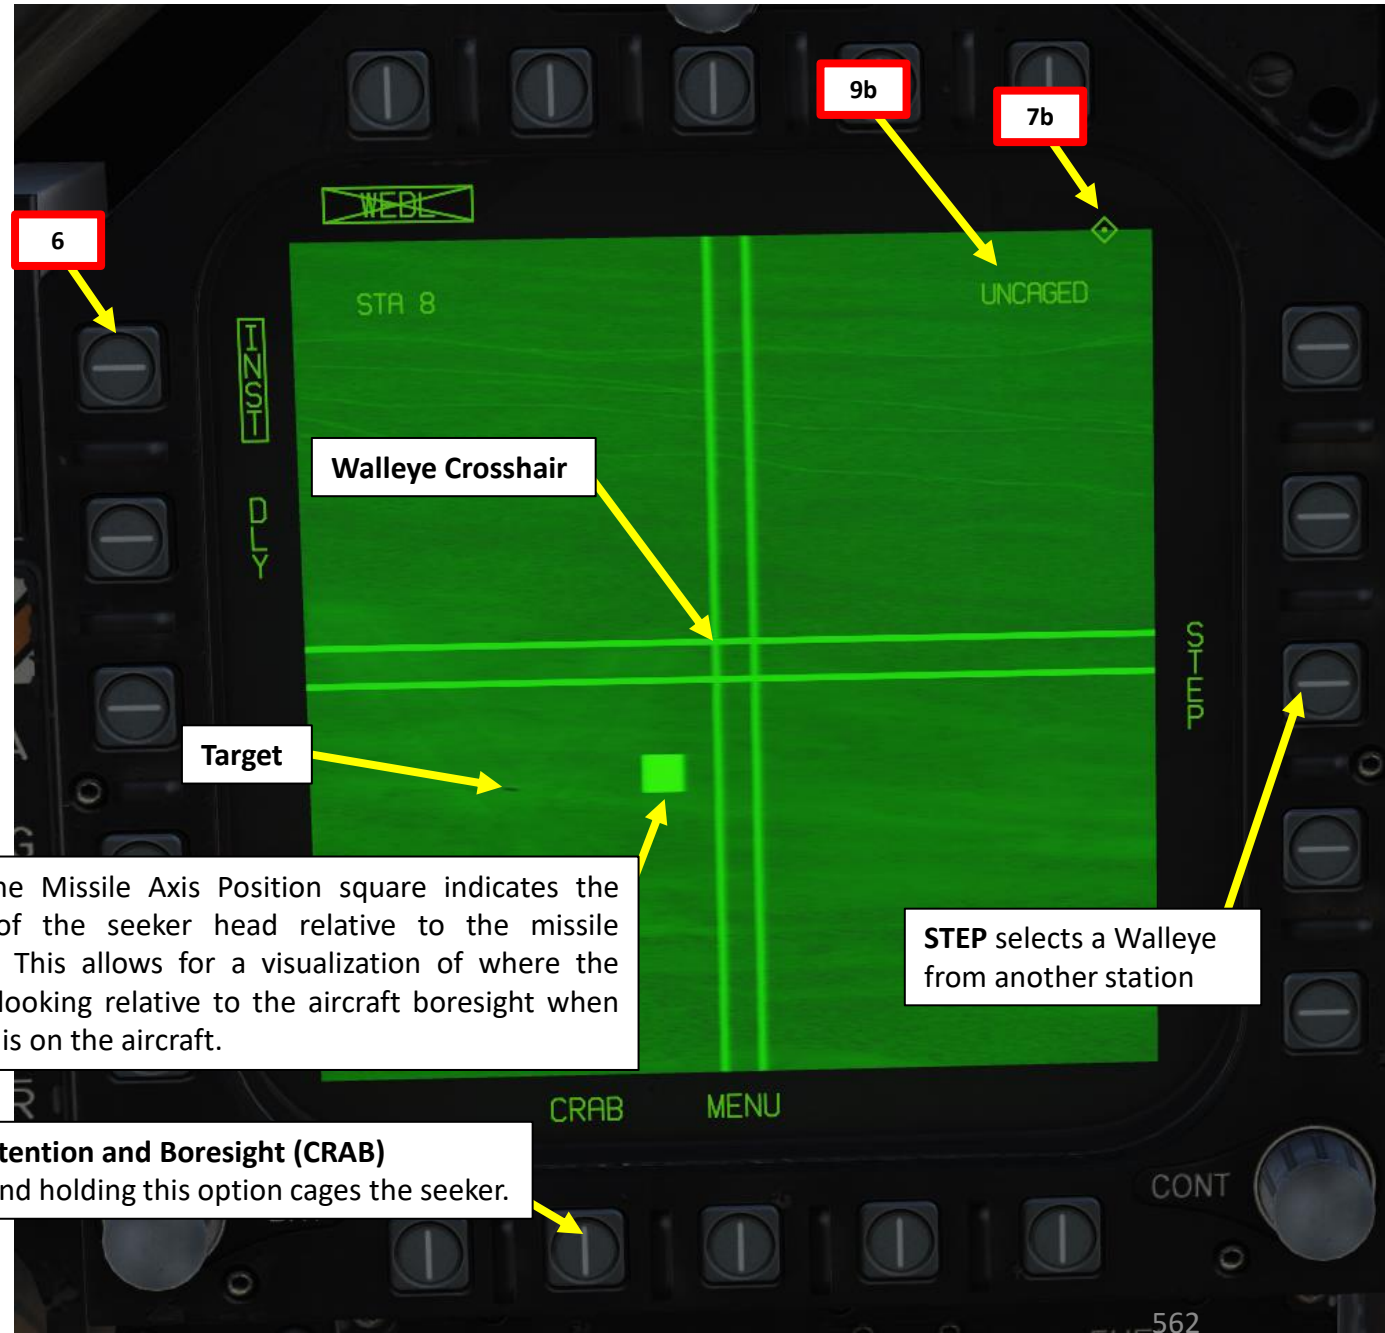 9b
7b
WEDL
6
STA 8
UNCAGED
INST
Walleye Crosshair
DLY
STEP
Target
A
G
Missile Axis Position square indicates the
of the seeker head relative to the missile
This allows for a visualization of where the
looking relative to the aircraft boresight when
is on the aircraft.
STEP selects a Walleye
from another station
R
CRAB MENU
tention and Boresight (CRAB)
nd holding this option cages the seeker.
CONT
562